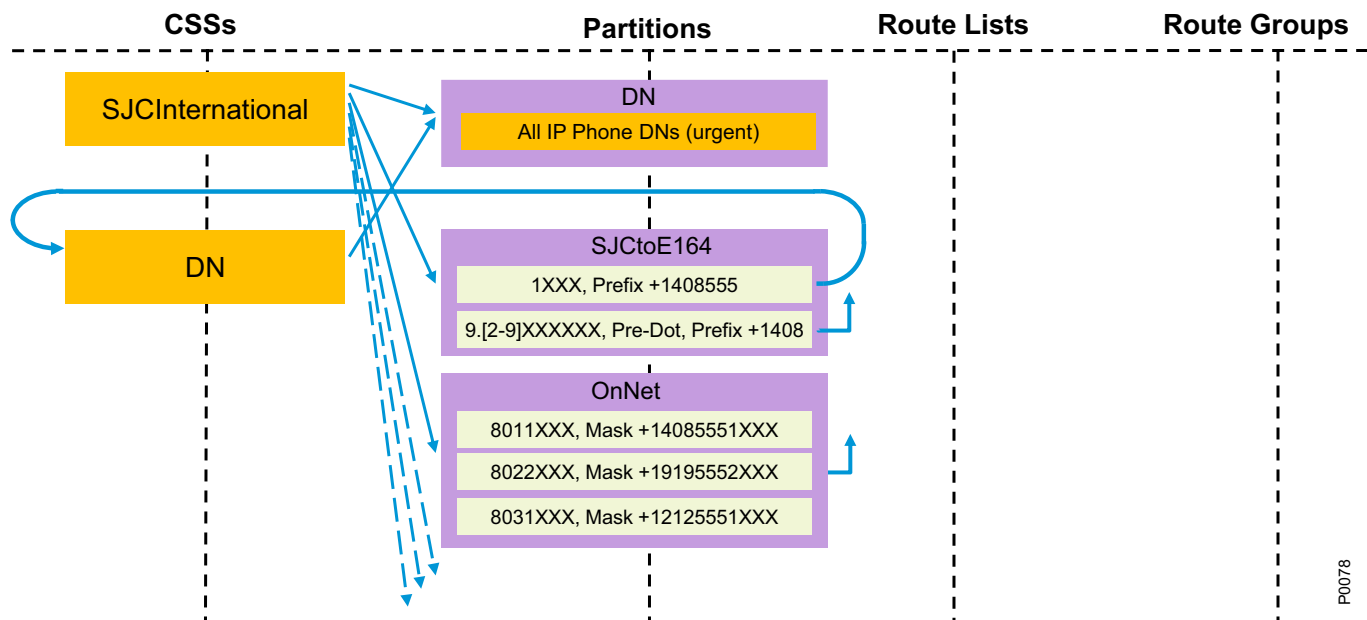 CSSs
Partitions
Route Lists
Route Groups
SJCInternational
DN
DN
All IP Phone DNs (urgent)
SJCtoE164
1XXX, Prefix +1408555
9.[2-9]XXXXXX, Pre-Dot, Prefix +1408
OnNet
8011XXX, Mask +14085551XXX
8022XXX, Mask +19195552XXX
8031XXX, Mask +12125551XXX
P0078